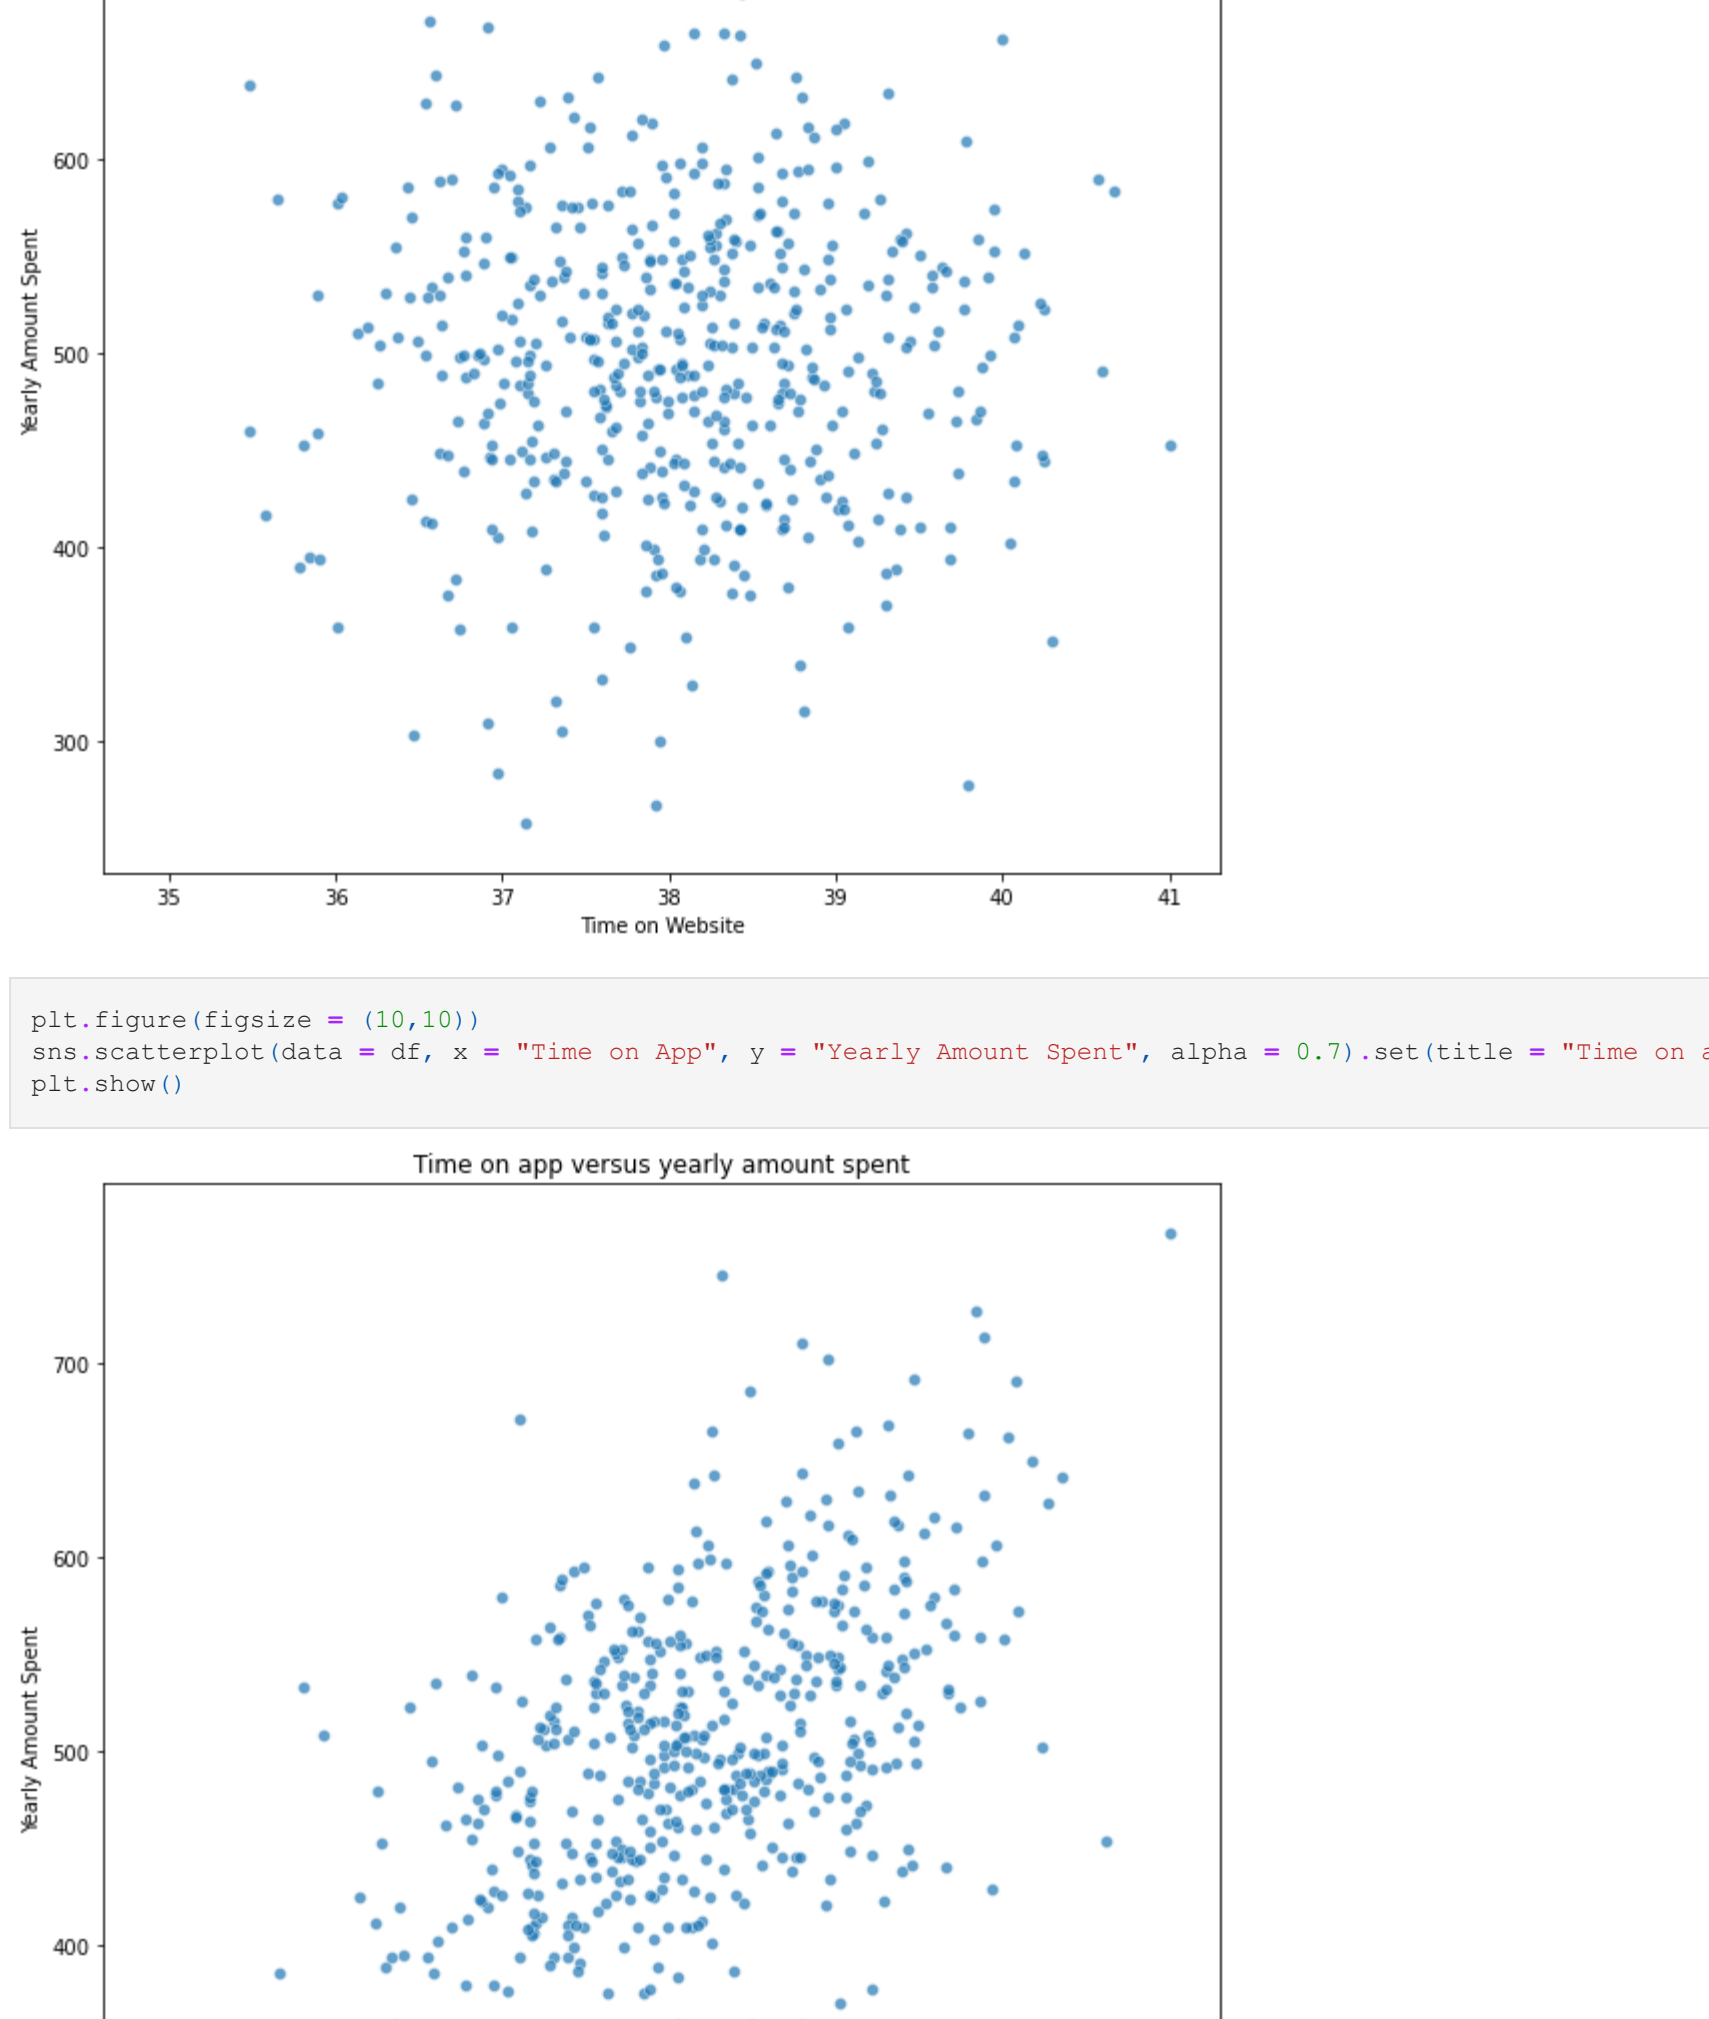 600
500
400
300
Yearly Amount Spent
35 36 37 38 39 40 41
Time on Website
plt.figure(figsize = (10,10))
sns.scatterplot(data = df, x = "Time on App", y = "Yearly Amount Spent", alpha = 0.7).set(title = "Time on
plt.show()
Time on app versus yearly amount spent
700
600
500
400
Yearly Amount Spent